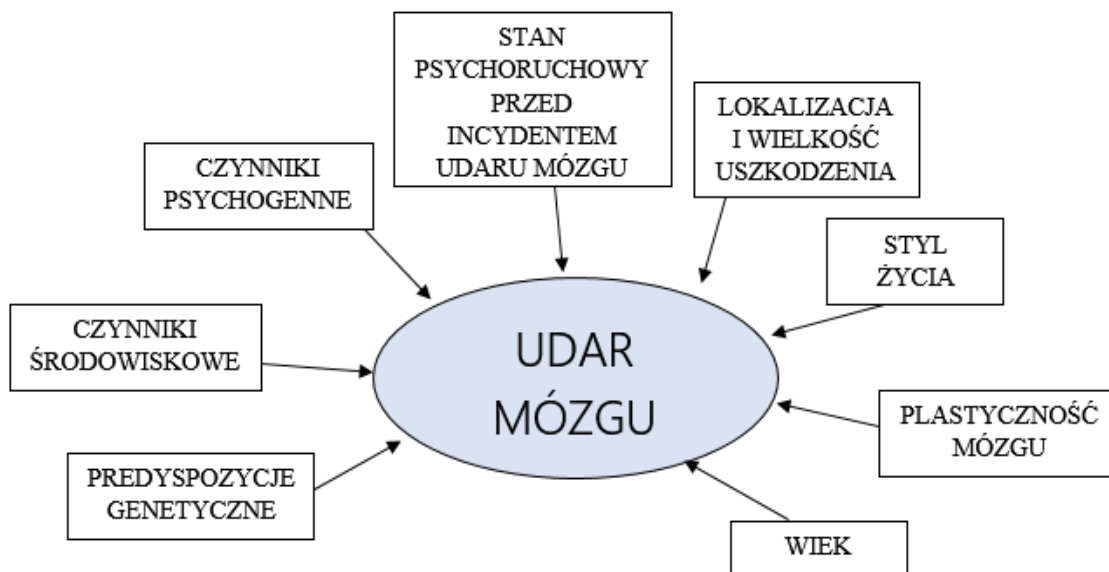 STAN
PSYCHORUCHOWY
PRZED
INCYDENTEM
UDARU MÓZGU
LOKALIZACJA
I WIELKOŚĆ
USZKODZENIA
CZYNNIKI
PSYCHOGENNE
STYL
ŻYCIA
CZYNNIKI
ŚRODOWISKOWE
UDAR
MÓZGU
PLASTYCZNOŚĆ
MÓZGU
PREDYSPOZYCJE
GENETYCZNE
WIEK